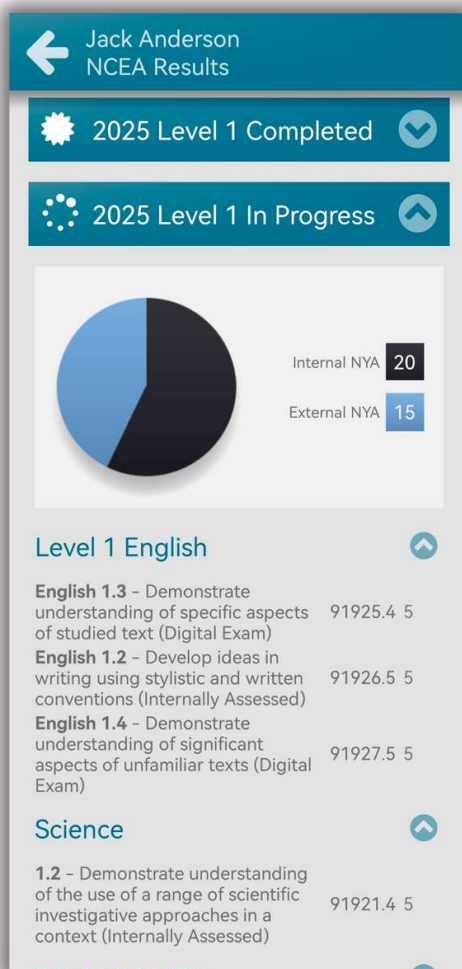 Jack Anderson
NCEA Results
2025 Level 1 Completed
2025 Level 1 In Progress
Internal NYA 20
External NYA 15
Level 1 English
English 1.3 – Demonstrate
understanding of specific aspects 91925.4 5
of studied text (Digital Exam)
English 1.2 – Develop ideas in
writing using stylistic and written 91926.5 5
conventions (Internally Assessed)
English 1.4 – Demonstrate
understanding of significant
aspects of unfamiliar texts (Digital 91927.5 5
Exam)
Science
1.2 – Demonstrate understanding
of the use of a range of scientific
investigative approaches in a 91921.4 5
context (Internally Assessed)